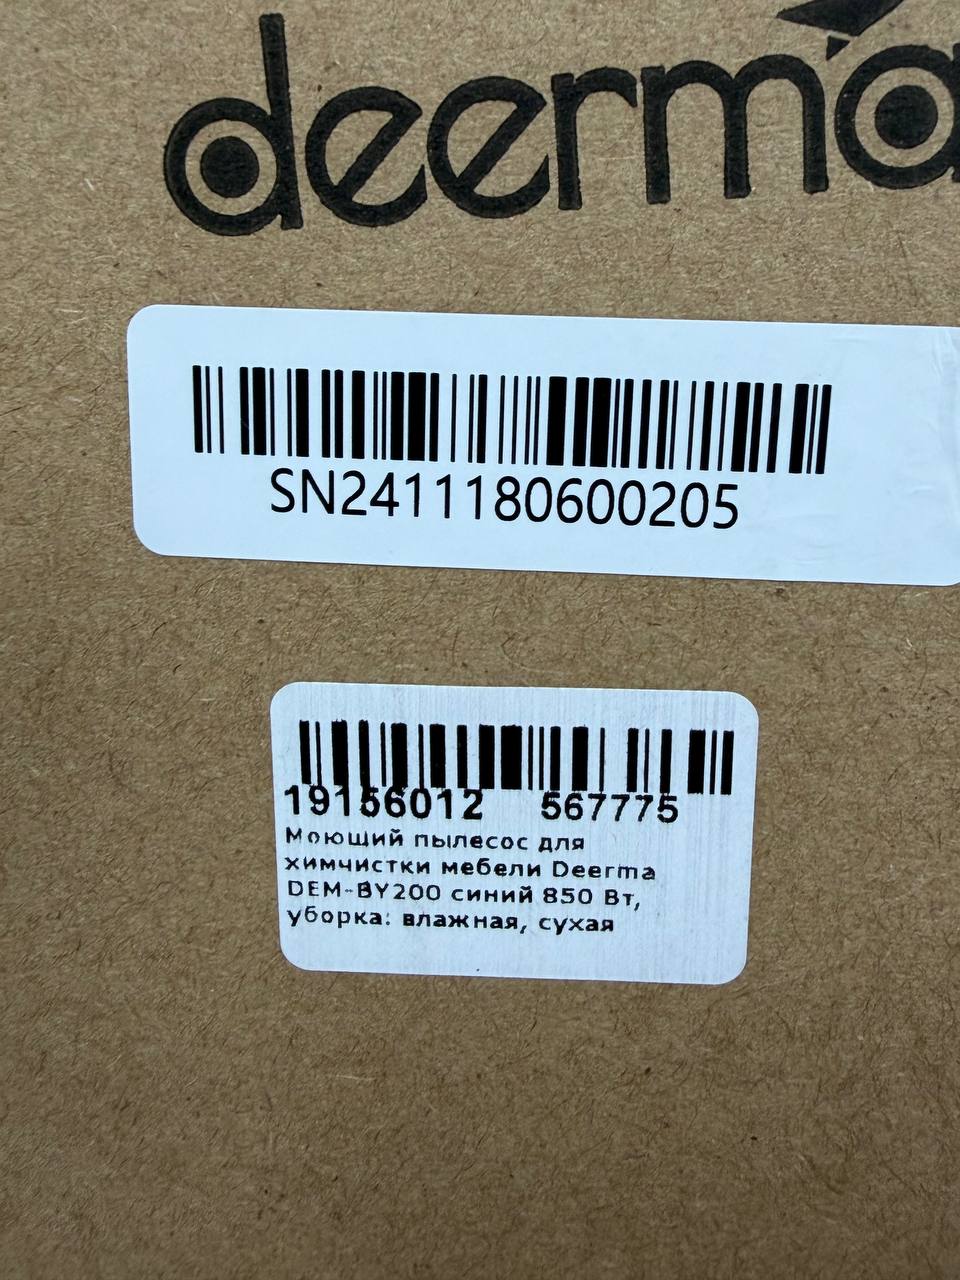 deerma
SN2411180600205
19156012 567775
Моющий пылесос для
химчистки мебели Deerma
DEM-BY200 синий 850 Вт,
уборка: влажная, сухая